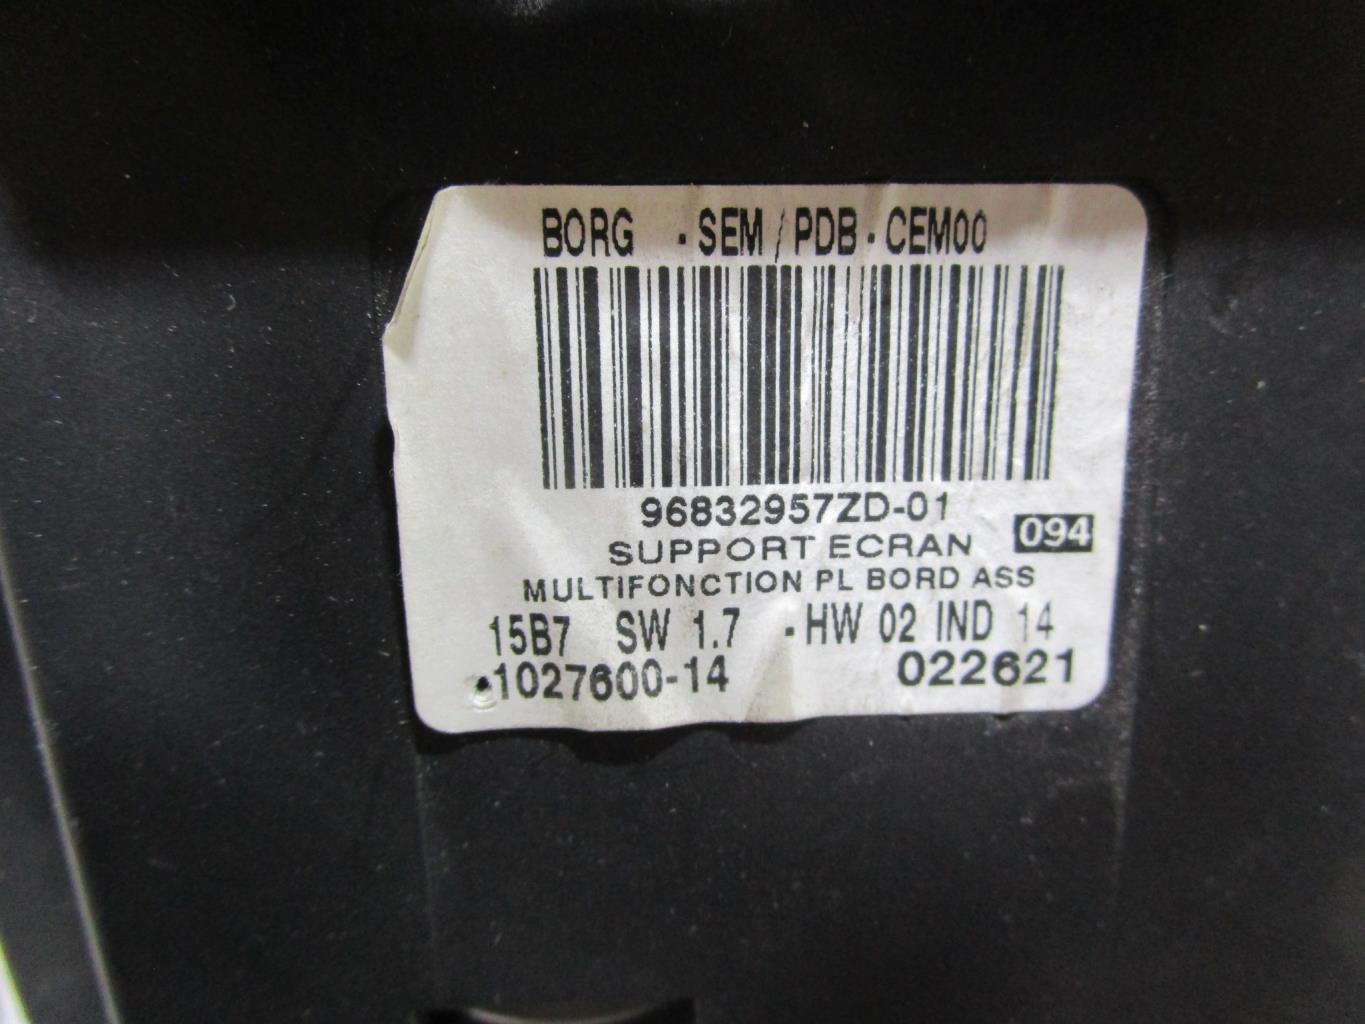 BORG - SEM / PDB - CEM00
96832957ZD-01
SUPPORT ECRAN 094
MULTIFONCTION PL BORD ASS
15B7 SW 1.7 - HW 02 IND 14
1027600-14 022621